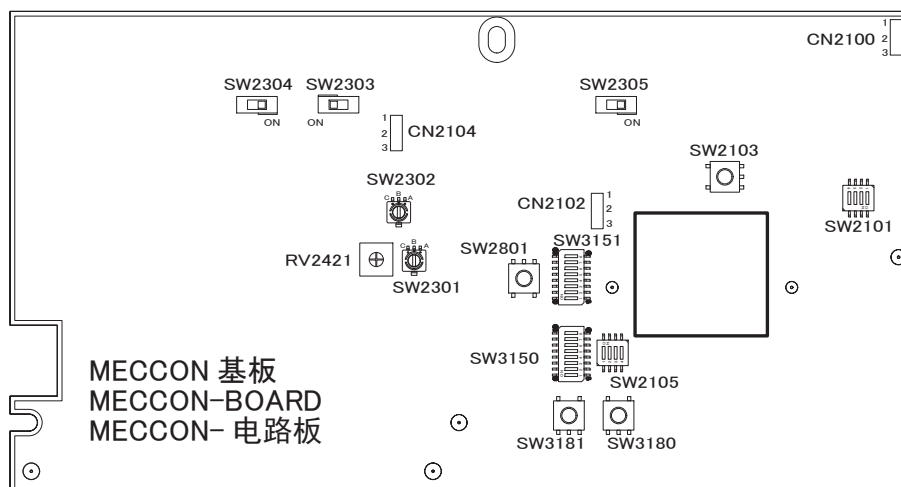 CN2100
1
2
3
SW2304
SW2303
SW2305
ON
ON
ON
1
2
3
CN2104
SW2103
SW2302
C B A
CN2102
1
2
3
SW2101
SW3151
SW2801
RV2421
C B A
SW2301
SW3150
SW2105
MECCON 基板
MECCON-BOARD
MECCON- 电路板
SW3181
SW3180